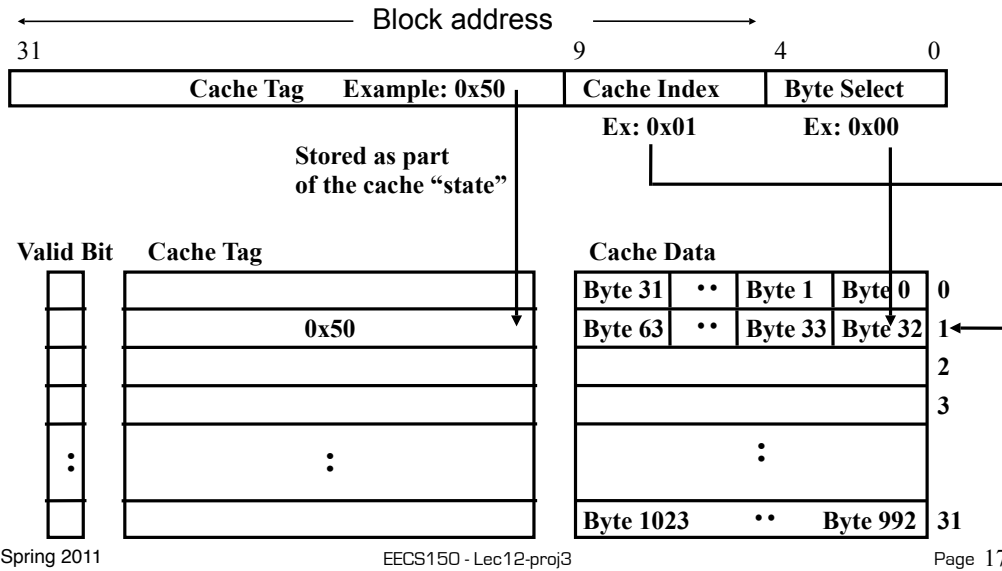 Block address
31 9 4 0
Cache Tag Example: 0x50 Cache Index Byte Select
Ex: 0x01 Ex: 0x00
Stored as part
of the cache “state”
Valid Bit Cache Tag Cache Data
Byte 31 •• Byte 1 Byte 0 0
0x50 Byte 63 •• Byte 33 Byte 32 1
2
3
: : :
Byte 1023 •• Byte 992 31
Spring 2011 EECS150 - Lec12-proj3 Page 17